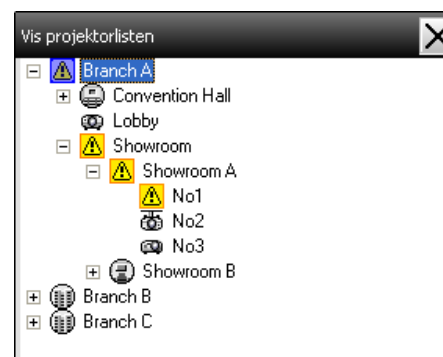 Vis projektorlisten
Branch A
Convention Hall
Lobby
Showroom
Showroom A
No1
No2
No3
Showroom B
Branch B
Branch C